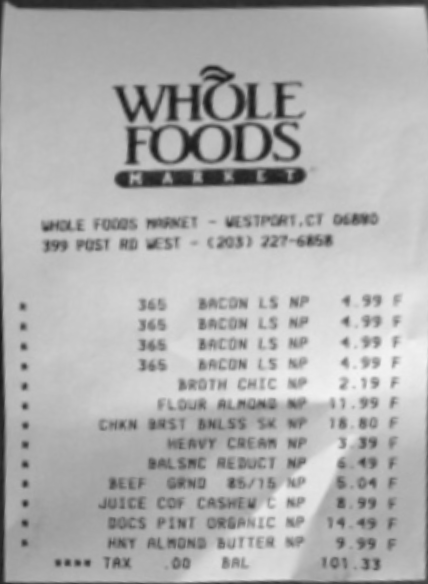 WHOLE
FOODS
MARKET
WHOLE FOODS MARKET - WESTPORT,CT 06880
399 POST RD WEST - (203) 227-6858
* 365 BACON LS NP 4.99 F
* 365 BACON LS NP 4.99 F
* 365 BACON LS NP 4.99 F
* 365 BACON LS NP 4.99 F
* BROTH CHIC NP 2.19 F
* FLOUR ALMOND NP 11.99 F
* CHKN BRST BNLSS SK NP 18.80 F
* HEAVY CREAM NP 3.39 F
* BALSMC REDUCT NP 6.49 F
* BEEF GRND 85/15 NP 5.04 F
* JUICE COF CASHEW C NP 8.99 F
* DOCS PINT ORGANIC NP 14.49 F
* HNY ALMOND BUTTER NP 9.99 F
**** TAX .00 BAL 101.33